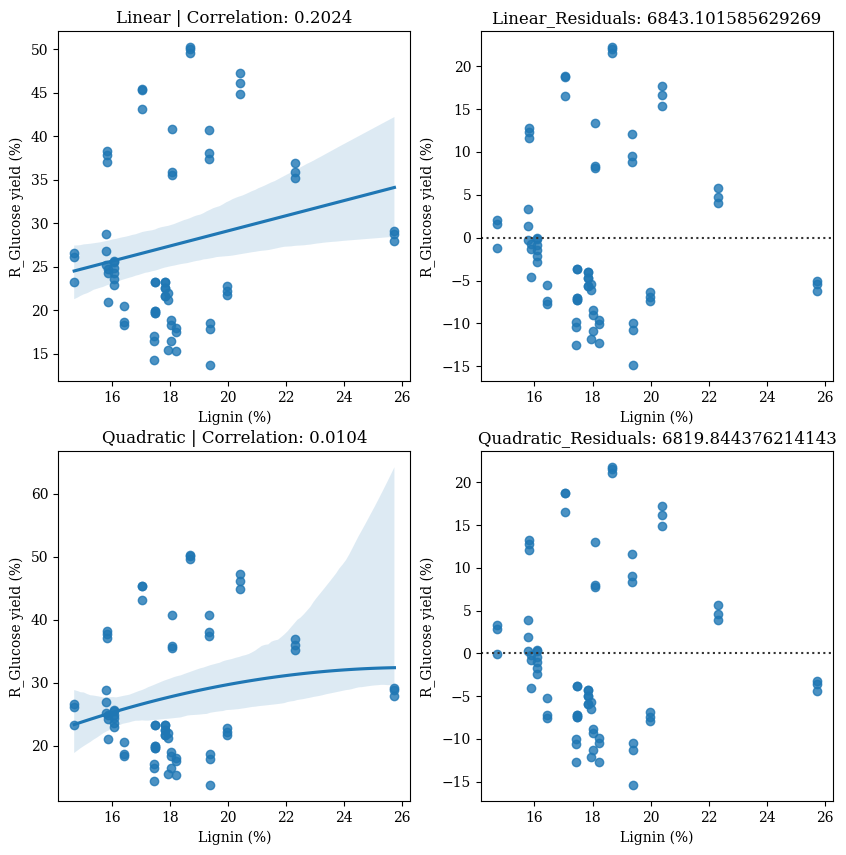 Linear | Correlation: 0.2024
Linear_Residuals: 6843.101585629269
R_Glucose yield (%)
50
45
40
35
30
25
20
15
16 18 20 22 24 26
Lignin (%)
R_Glucose yield (%)
20
15
10
5
0
−5
−10
−15
16 18 20 22 24 26
Lignin (%)
Quadratic | Correlation: 0.0104
Quadratic_Residuals: 6819.844376214143
R_Glucose yield (%)
60
50
40
30
20
16 18 20 22 24 26
Lignin (%)
R_Glucose yield (%)
20
15
10
5
0
−5
−10
−15
16 18 20 22 24 26
Lignin (%)